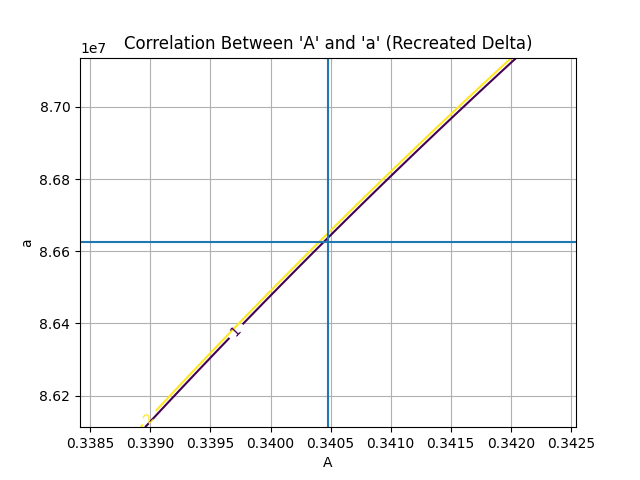 Correlation Between 'A' and 'a' (Recreated Delta)
1e7
8.70
8.68
8.66
8.64
8.62
a
1
2
0.3385 0.3390 0.3395 0.3400 0.3405 0.3410 0.3415 0.3420 0.3425
A